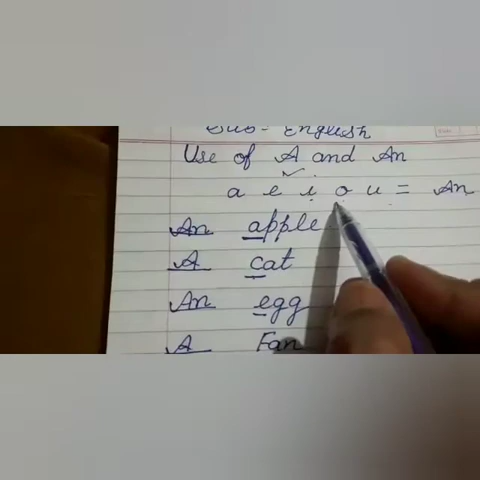 Sub- English
Use of A and An
a e i o u = An
An apple
A cat
An egg
A Fan